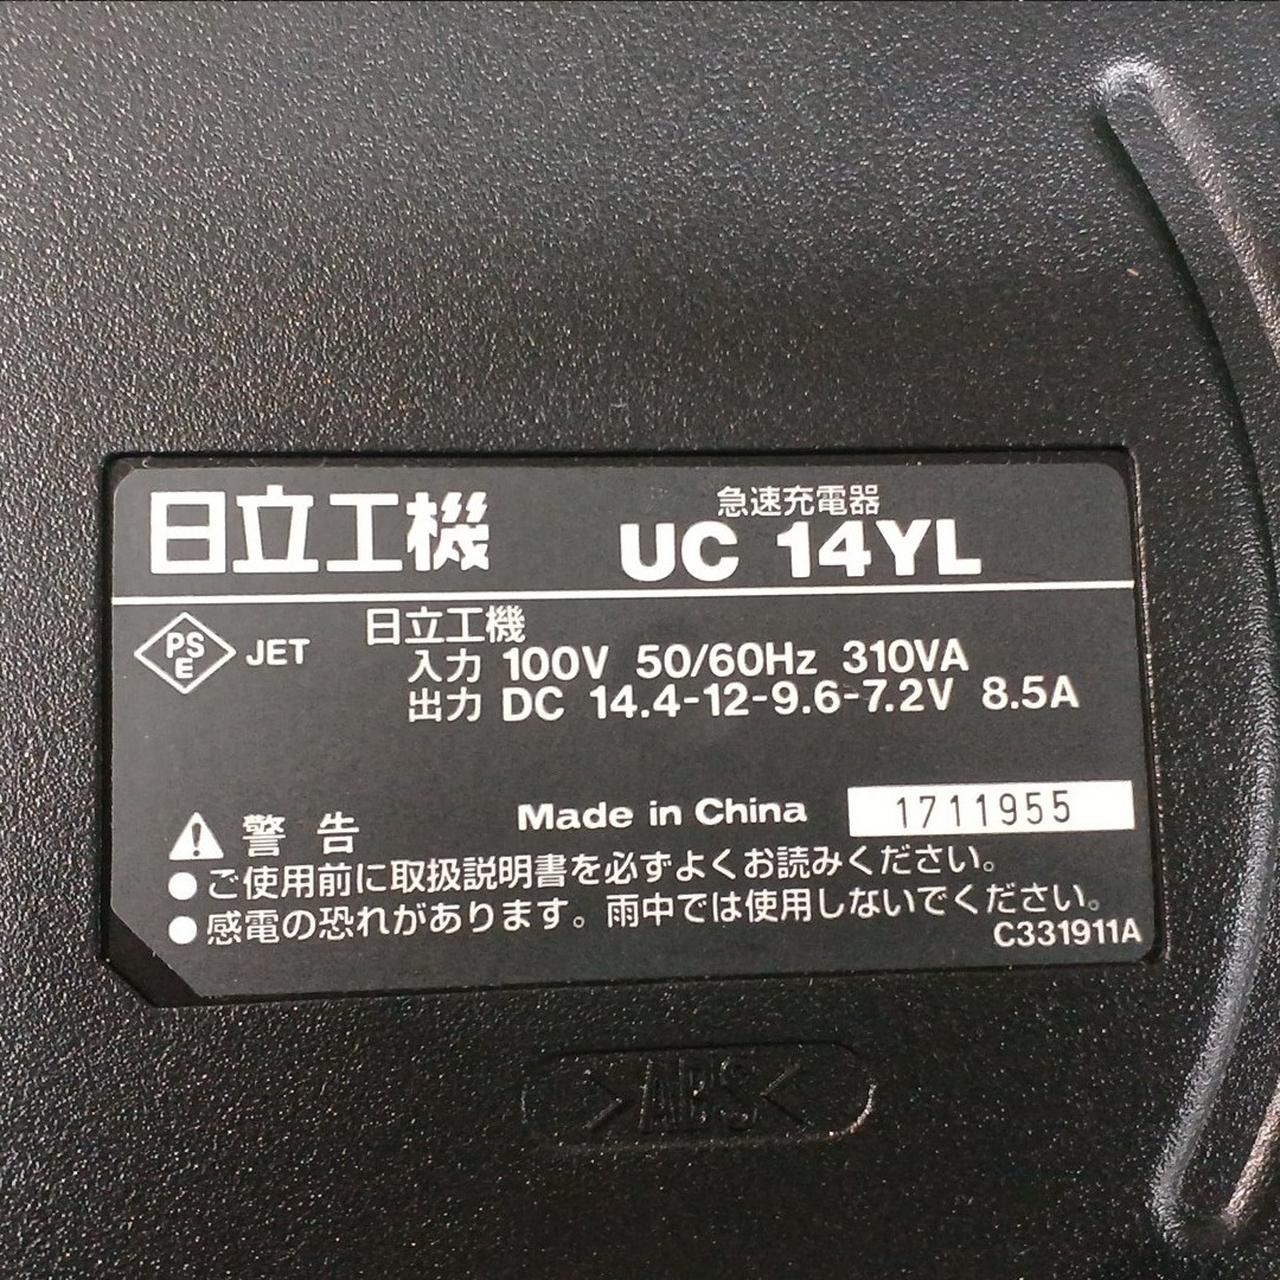 日立工機
急速充電器
UC 14YL
PS
E
JET
日立工機
入力 100V 50/60Hz 310VA
出力 DC 14.4-12-9.6-7.2V 8.5A
Made in China 1711955
警告
●ご使用前に取扱説明書を必ずよくお読みください。
●感電の恐れがあります。雨中では使用しないでください。
C331911A
>ABS<